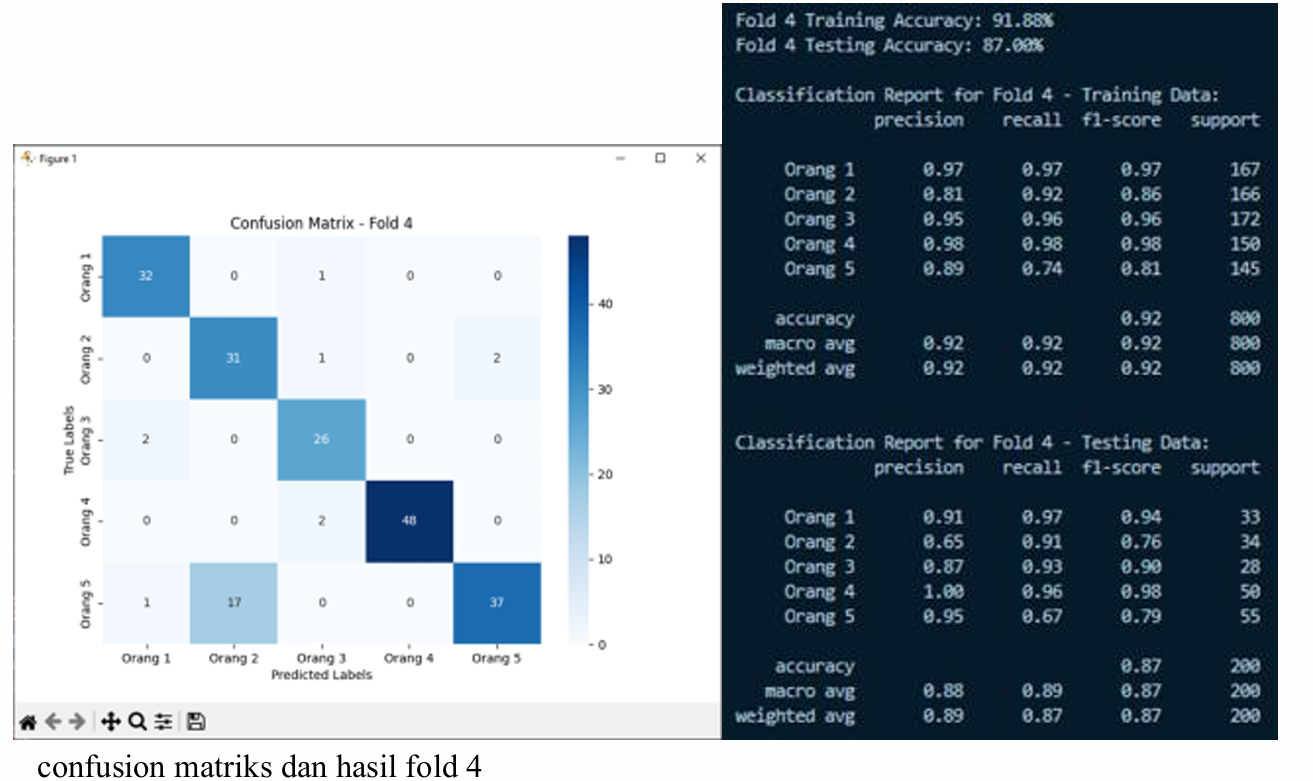 Figure 1
Confusion Matrix - Fold 4
True Labels
Orang 1 32 0 1 0 0
Orang 2 0 31 1 0 2
Orang 3 2 0 26 0 0
Orang 4 0 0 2 48 0
Orang 5 1 17 0 0 37
Orang 1 Orang 2 Orang 3 Orang 4 Orang 5
Predicted Labels
40
30
20
10
0
Fold 4 Training Accuracy: 91.88%
Fold 4 Testing Accuracy: 87.00%
Classification Report for Fold 4 - Training Data:
precision recall f1-score support
Orang 1 0.97 0.97 0.97 167
Orang 2 0.81 0.92 0.86 166
Orang 3 0.95 0.96 0.96 172
Orang 4 0.98 0.98 0.98 150
Orang 5 0.89 0.74 0.81 145
accuracy 0.92 800
macro avg 0.92 0.92 0.92 800
weighted avg 0.92 0.92 0.92 800
Classification Report for Fold 4 - Testing Data:
precision recall f1-score support
Orang 1 0.91 0.97 0.94 33
Orang 2 0.65 0.91 0.76 34
Orang 3 0.87 0.93 0.90 28
Orang 4 1.00 0.96 0.98 50
Orang 5 0.95 0.67 0.79 55
accuracy 0.87 200
macro avg 0.88 0.89 0.87 200
weighted avg 0.89 0.87 0.87 200
confusion matriks dan hasil fold 4